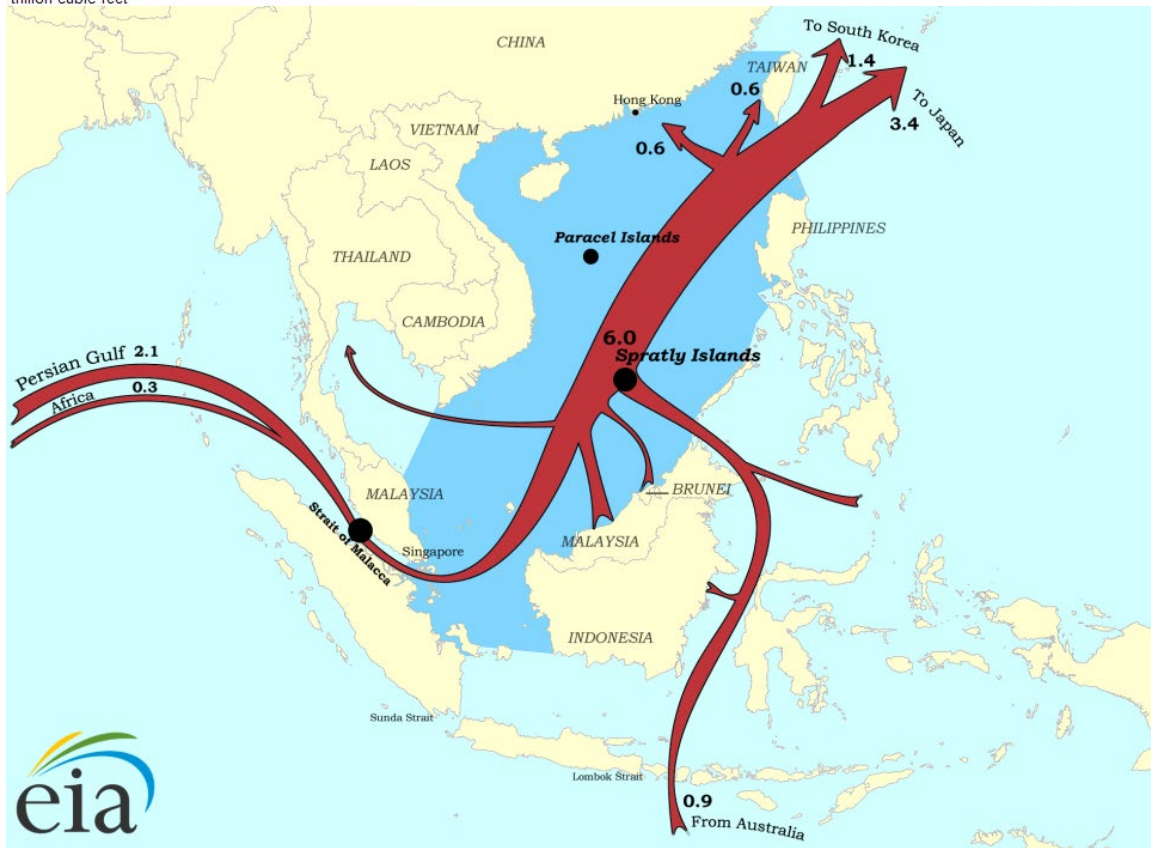 trillion cubic feet
To South Korea
CHINA
1.4
TAIWAN
0.6
Hong Kong
To Japan
3.4
VIETNAM
0.6
LAOS
PHILIPPINES
Paracel Islands
THAILAND
CAMBODIA
6.0
Spratly Islands
Persian Gulf 2.1
Africa 0.3
MALAYSIA
BRUNEI
Strait of Malacca
Singapore
MALAYSIA
INDONESIA
Sunda Strait
Lombok Strait
eia
0.9
From Australia